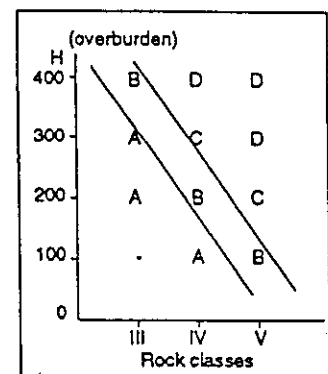 H (overburden)
400 B D D
300 A C D
200 A B C
100 · A B
0
III IV V
Rock classes